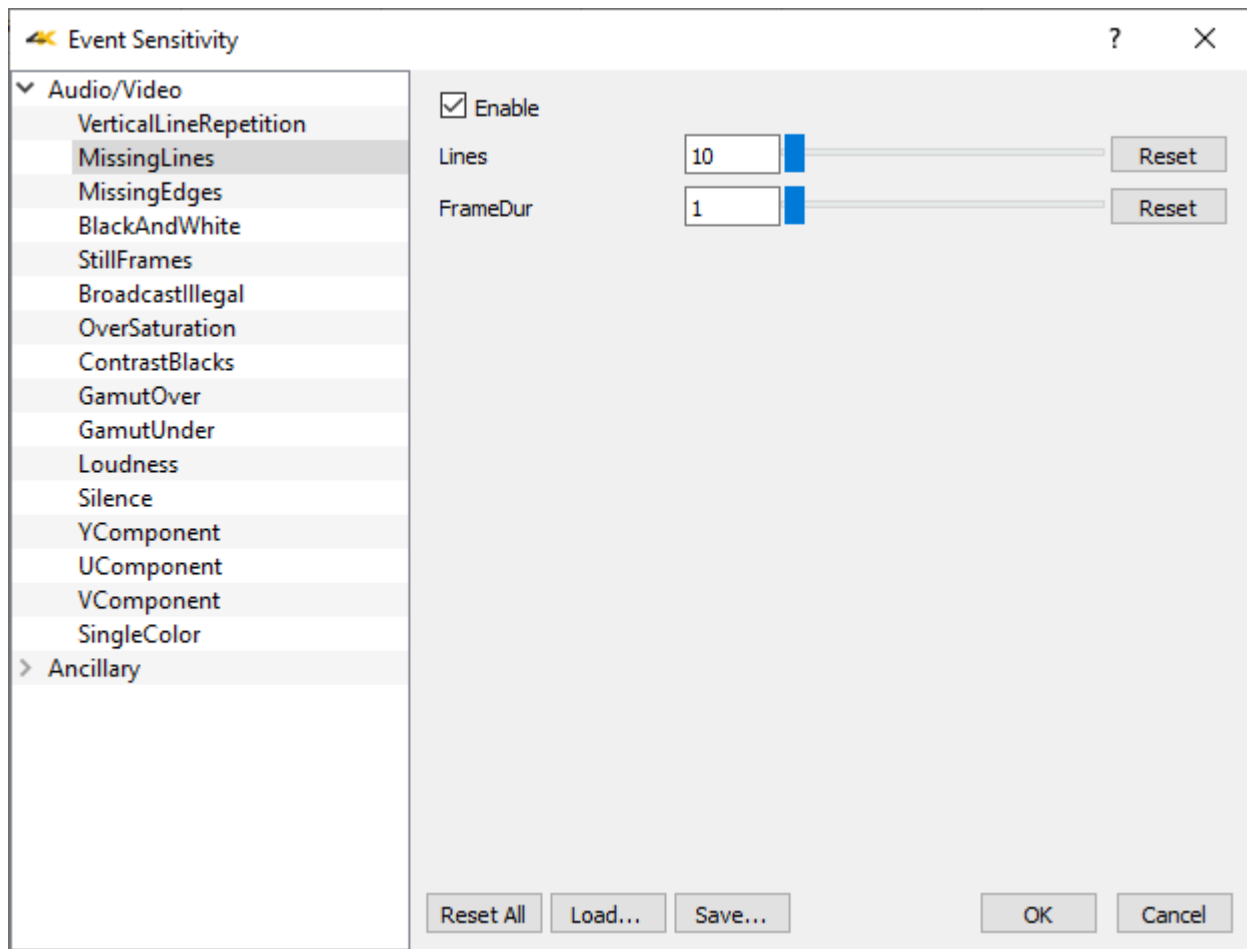 4K Event Sensitivity ?
Audio/Video
VerticalLineRepetition
MissingLines
MissingEdges
BlackAndWhite
StillFrames
BroadcastIllegal
OverSaturation
ContrastBlacks
GamutOver
GamutUnder
Loudness
Silence
YComponent
UComponent
VComponent
SingleColor
Ancillary
Enable
Lines 10 Reset
FrameDur 1 Reset
Reset All Load... Save... OK Cancel